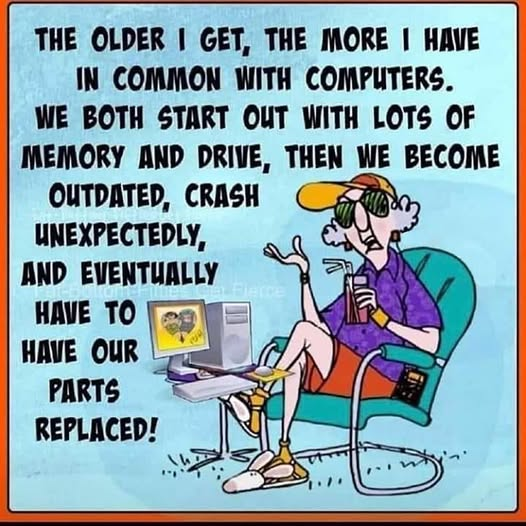 THE OLDER I GET, THE MORE I HAVE
IN COMMON WITH COMPUTERS.
WE BOTH START OUT WITH LOTS OF
MEMORY AND DRIVE, THEN WE BECOME
OUTDATED, CRASH
UNEXPECTEDLY,
AND EVENTUALLY
HAVE TO
HAVE OUR
PARTS
REPLACED!